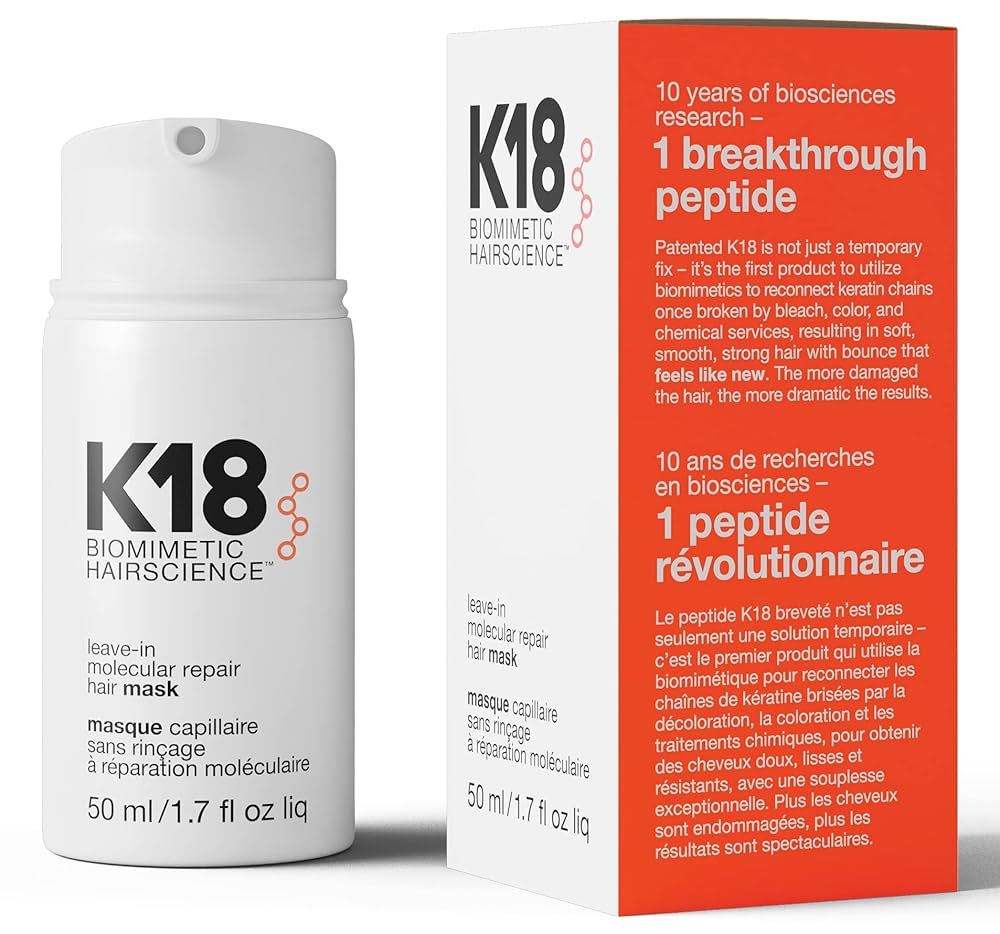 K18
BIOMIMETIC
HAIRSCIENCE™
leave-in
molecular repair
hair mask
masque capillaire
sans rinçage
à réparation moléculaire
50 ml/1.7 fl oz liq
K18
BIOMIMETIC
HAIRSCIENCE™
leave-in
molecular repair
hair mask
masque capillaire
sans rinçage
à réparation moléculaire
50 ml/1.7 fl oz liq
10 years of biosciences
research –
1 breakthrough
peptide
Patented K18 is not just a temporary
fix – it's the first product to utilize
biomimetics to reconnect keratin chains
once broken by bleach, color, and
chemical services, resulting in soft,
smooth, strong hair with bounce that
feels like new. The more damaged
the hair, the more dramatic the results.
10 ans de recherches
en biosciences –
1 peptide
révolutionnaire
Le peptide K18 breveté n'est pas
seulement une solution temporaire –
c'est le premier produit qui utilise la
biomimétique pour reconnecter les
chaînes de kératine brisées par la
décoloration, la coloration et les
traitements chimiques, pour obtenir
des cheveux doux, lisses et
résistants, avec une souplesse
exceptionnelle. Plus les cheveux
sont endommagées, plus les
résultats sont spectaculaires.